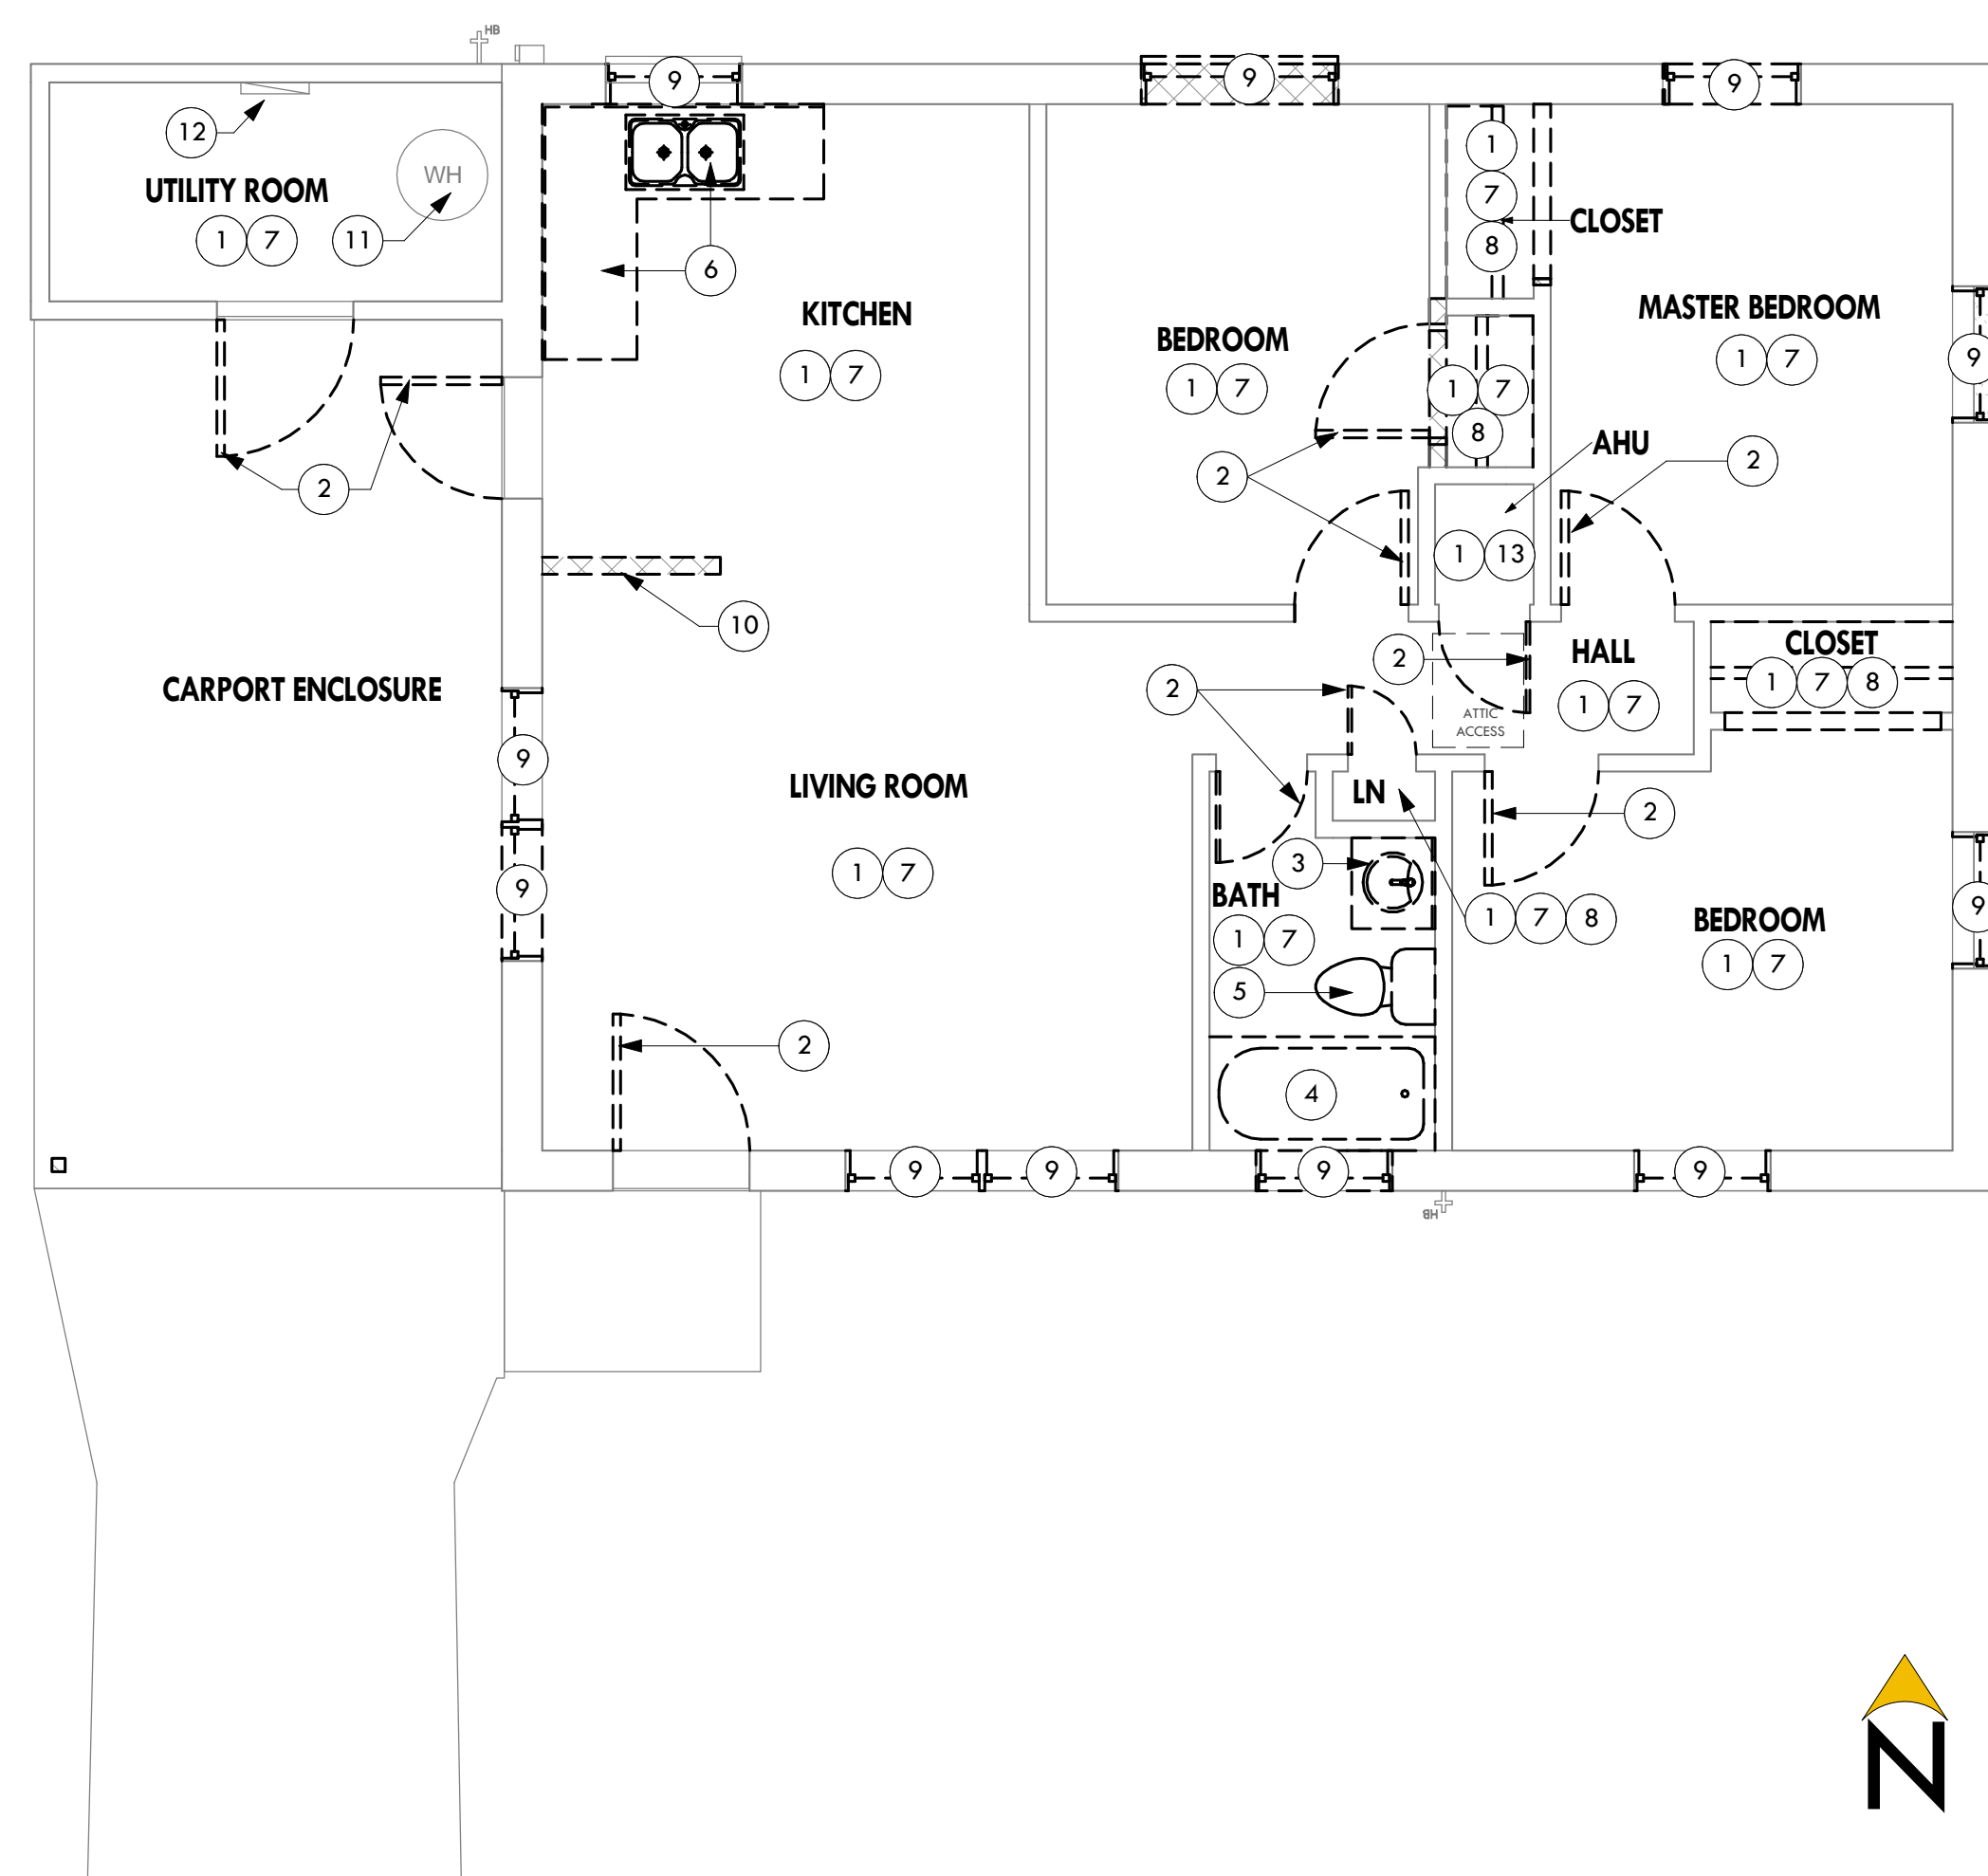 HB
9
9
9
12
WH
UTILITY ROOM
1 7
11
6
KITCHEN
1 7
1
7
8
CLOSET
BEDROOM
1 7
MASTER BEDROOM
1 7
9
1 7
8
2
2
AHU
2
1 13
10
CARPORT ENCLOSURE
2
2
HALL
1 7
ATTIC
ACCESS
CLOSET
1 7 8
9
9
LIVING ROOM
1 7
LN
2
3
BATH
1 7
5
1 7 8
BEDROOM
1 7
9
2
4
9
9
9
9
HB
N